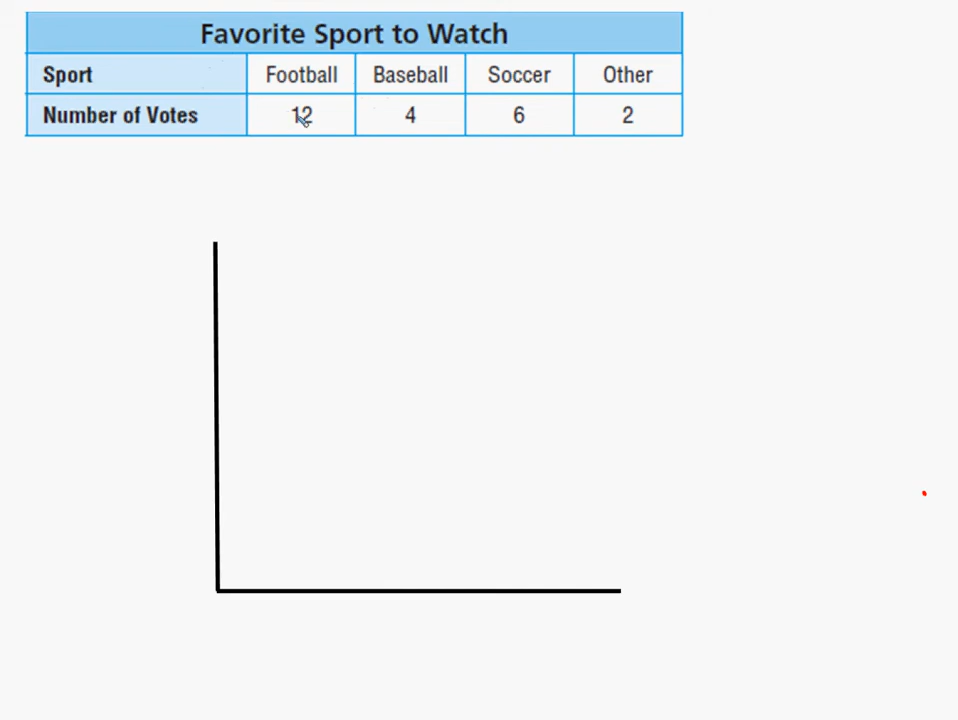 Favorite Sport to Watch
Sport Football Baseball Soccer Other
Number of Votes 12 4 6 2